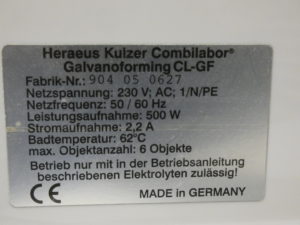 Heraeus Kulzer Combilabor®
Galvanoforming CL-GF
Fabrik-Nr.: 904 05 0627
Netzspannung: 230 V; AC; 1/N/PE
Netzfrequenz: 50 / 60 Hz
Leistungsaufnahme: 500 W
Stromaufnahme: 2,2 A
Badtemperatur: 62°C
max. Objektanzahl: 6 Objekte
Betrieb nur mit in der Betriebsanleitung
beschriebenen Elektrolyten zulässig!
CE MADE in GERMANY